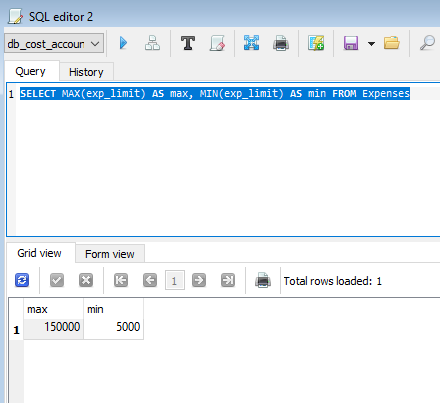 SQL editor 2
db_cost_accour
Query History
1 SELECT MAX(exp_limit) AS max, MIN(exp_limit) AS min FROM Expenses
Grid view Form view
1 Total rows loaded: 1
max min
1 150000 5000